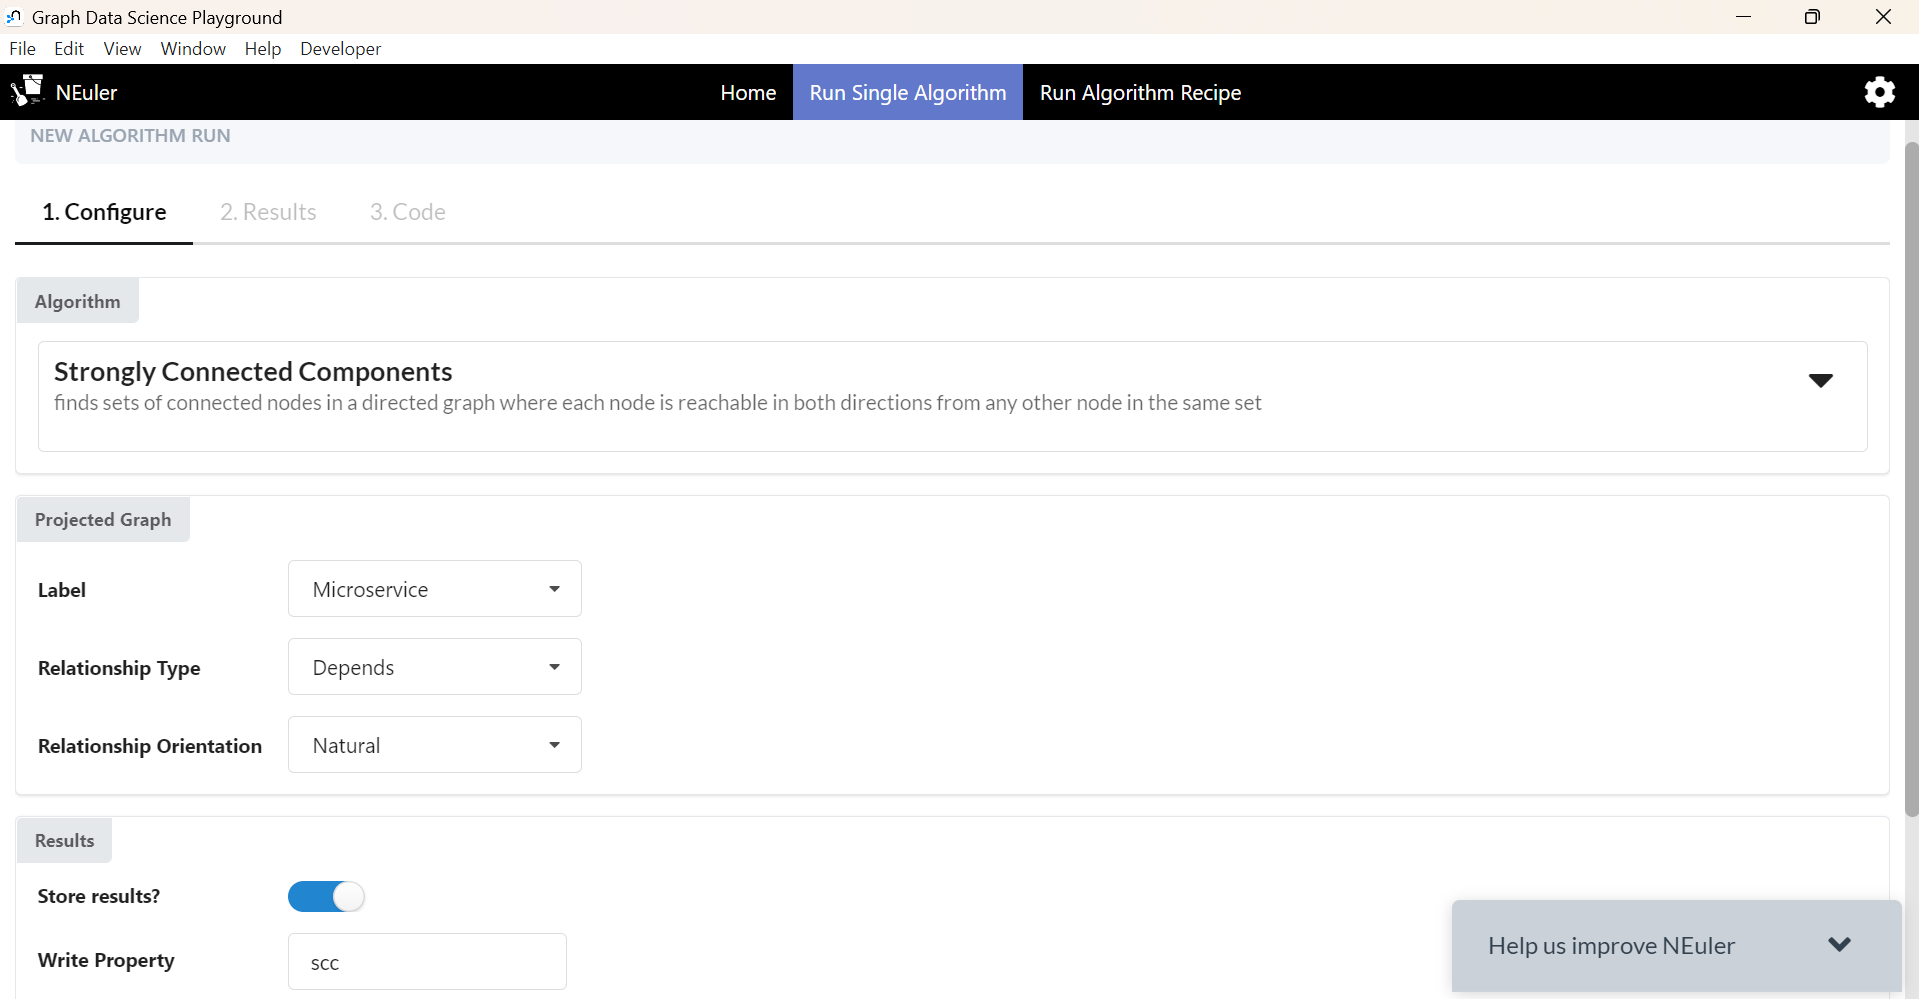 Graph Data Science Playground
File Edit View Window Help Developer
NEuler Home Run Single Algorithm Run Algorithm Recipe
NEW ALGORITHM RUN
1. Configure 2. Results 3. Code
Algorithm
Strongly Connected Components
finds sets of connected nodes in a directed graph where each node is reachable in both directions from any other node in the same set
Projected Graph
Label Microservice
Relationship Type Depends
Relationship Orientation Natural
Results
Store results?
Write Property scc
Help us improve NEuler